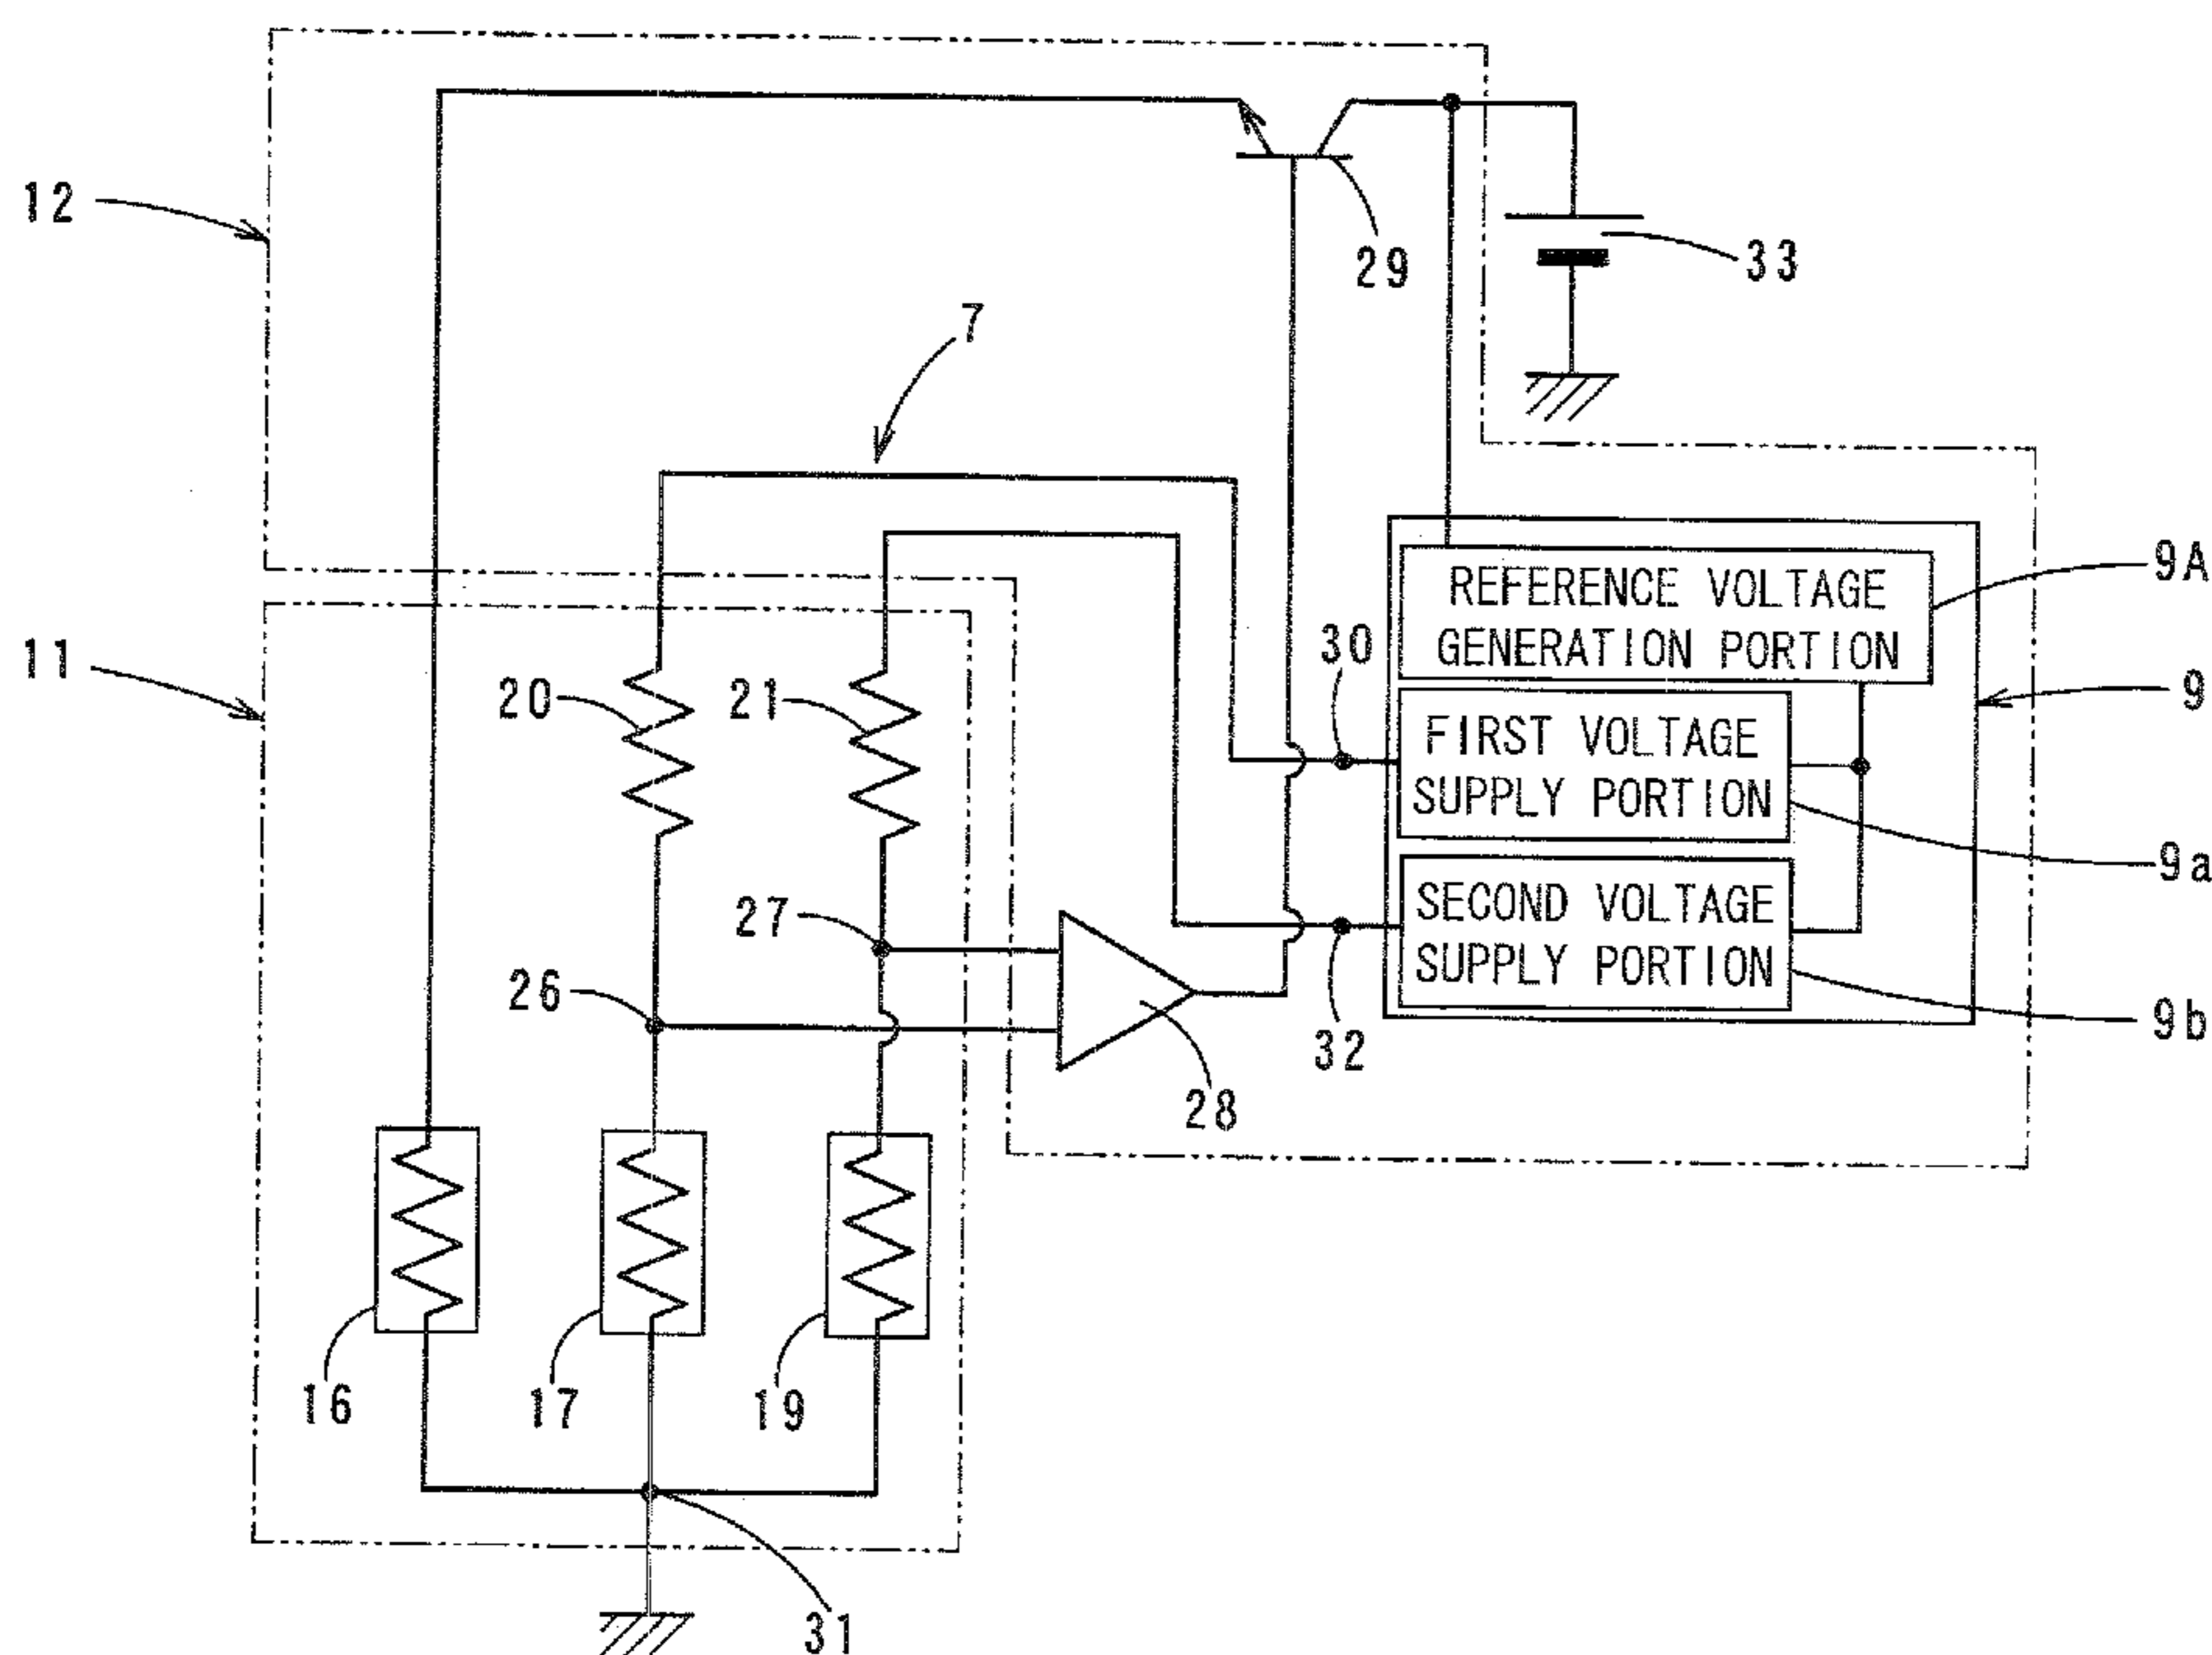 12
29
33
7
REFERENCE VOLTAGE
GENERATION PORTION
9A
11
20
21
30
9
FIRST VOLTAGE
SUPPLY PORTION
9a
27
SECOND VOLTAGE
SUPPLY PORTION
26
32
9b
28
16
17
19
31